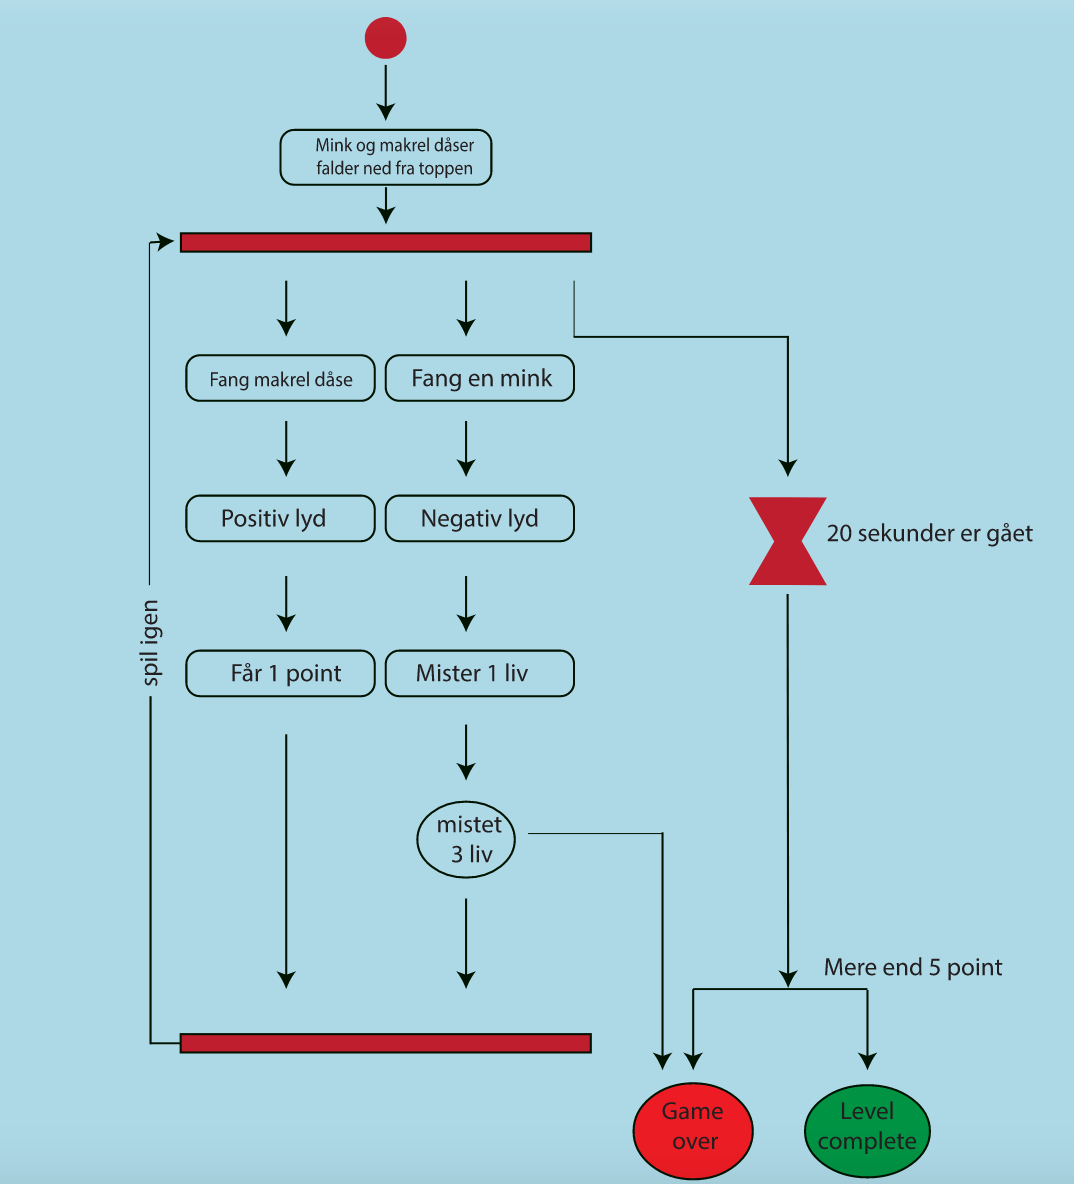 Mink og makrel dåser
falder ned fra toppen
Fang makrel dåse
Fang en mink
Positiv lyd
Negativ lyd
20 sekunder er gået
spil igen
Får 1 point
Mister 1 liv
mistet
3 liv
Mere end 5 point
Game
over
Level
complete